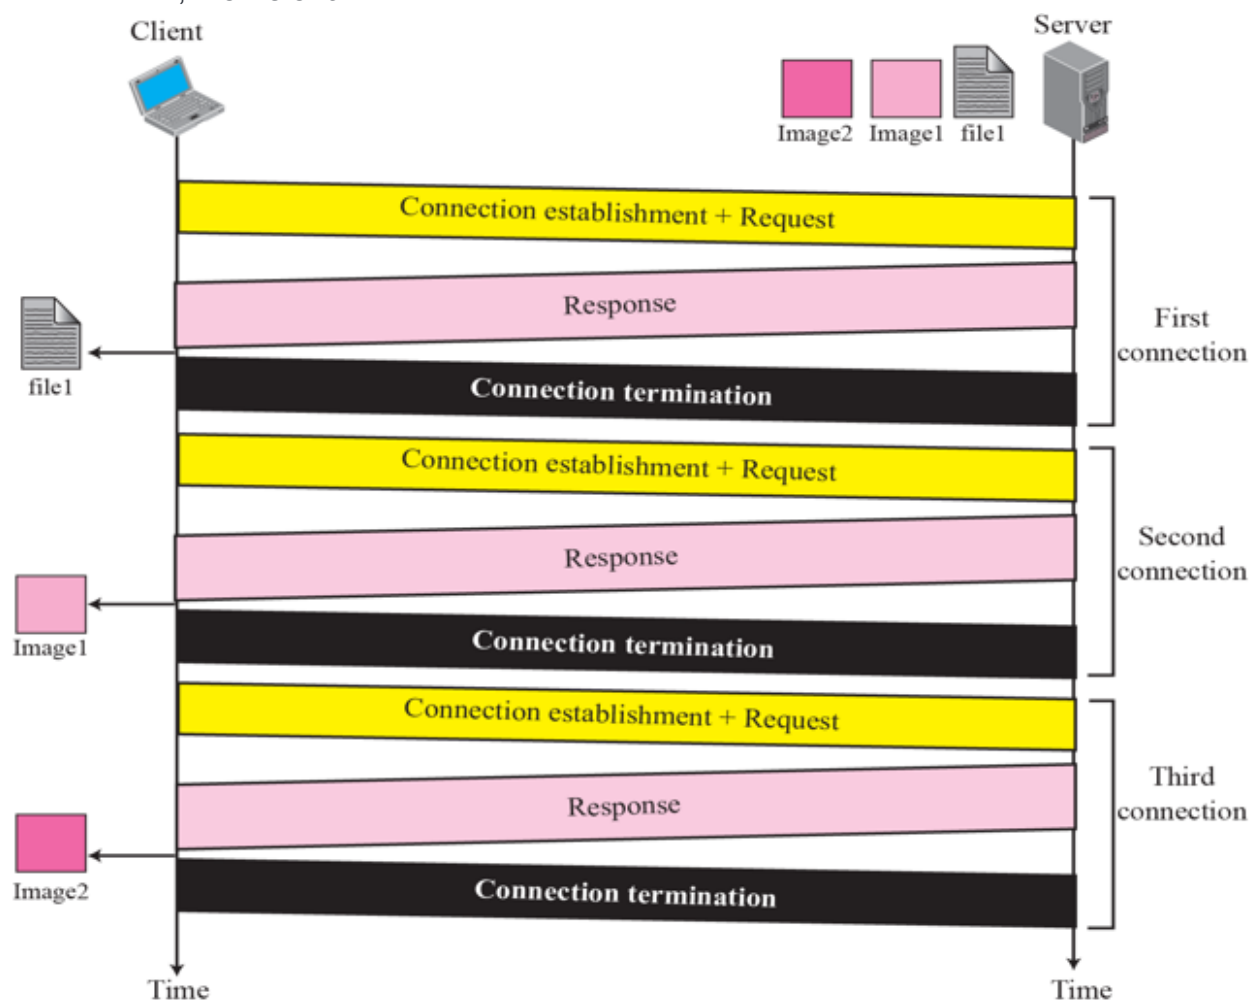 Client
Server
Image2
Image1
file1
Connection establishment + Request
Response
First
connection
file1
Connection termination
Connection establishment + Request
Second
connection
Response
Image1
Connection termination
Connection establishment + Request
Third
connection
Response
Image2
Connection termination
Time
Time